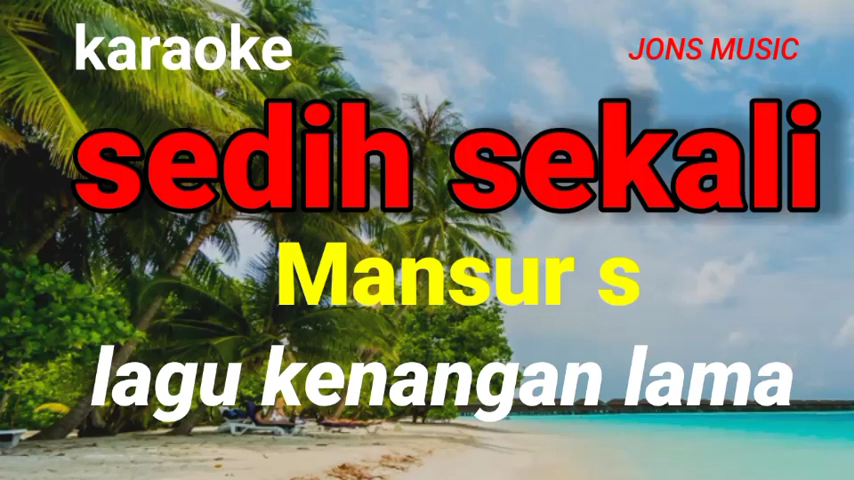 karaoke
JONS MUSIC
sedih sekali
Mansur s
lagu kenangan lama